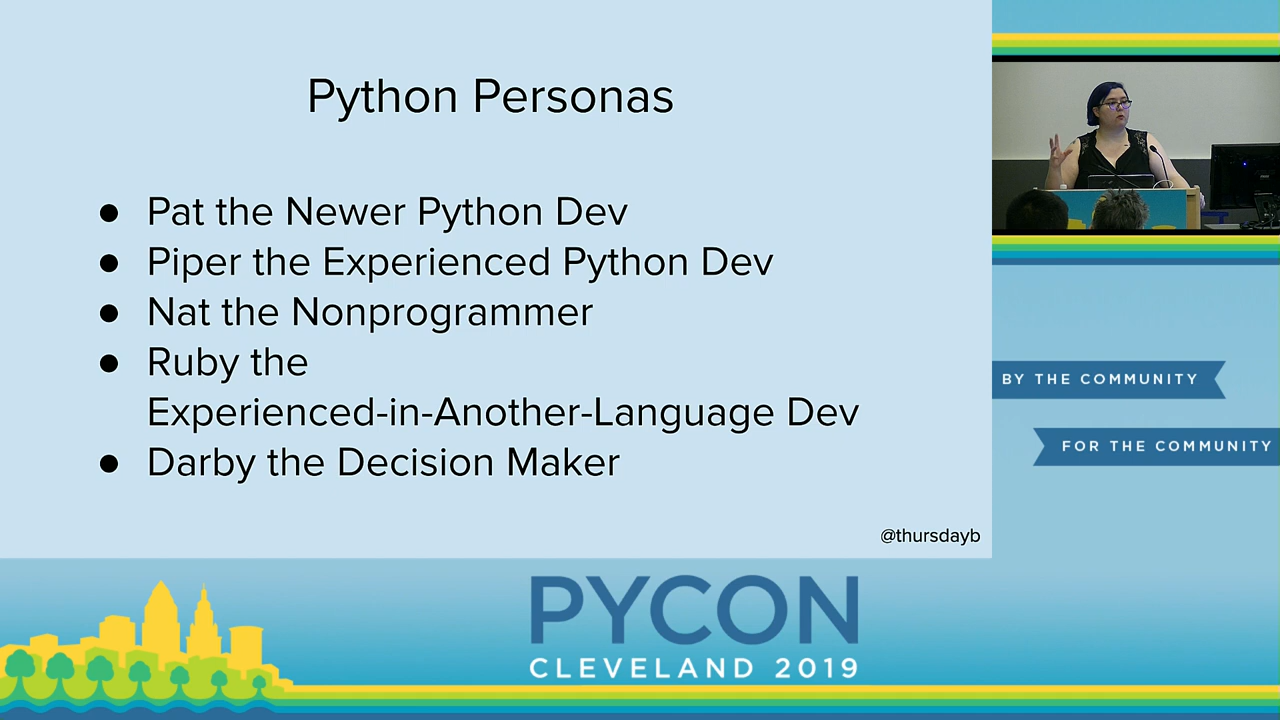 Python Personas
● Pat the Newer Python Dev
● Piper the Experienced Python Dev
● Nat the Nonprogrammer
● Ruby the
Experienced-in-Another-Language Dev
● Darby the Decision Maker
@thursdayb
BY THE COMMUNITY
FOR THE COMMUNITY
PYCON
CLEVELAND 2019